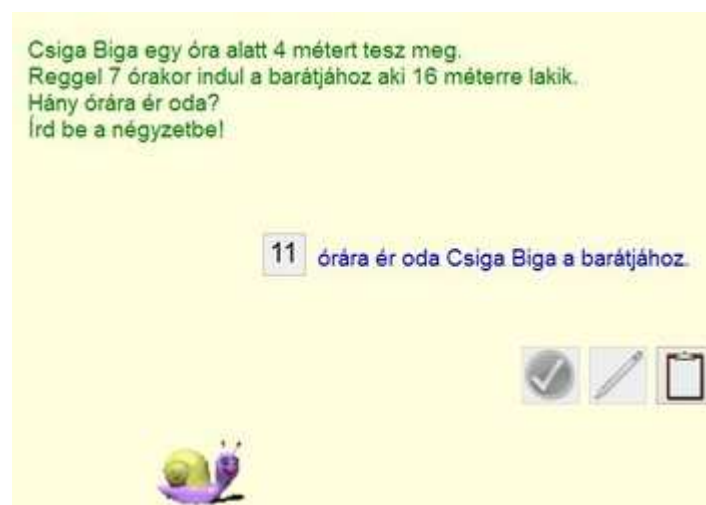 Csiga Biga egy óra alatt 4 métert tesz meg.
Reggel 7 órakor indul a barátjához aki 16 méterre lakik.
Hány órára ér oda?
Írd be a négyzetbe!
11 órára ér oda Csiga Biga a barátjához.